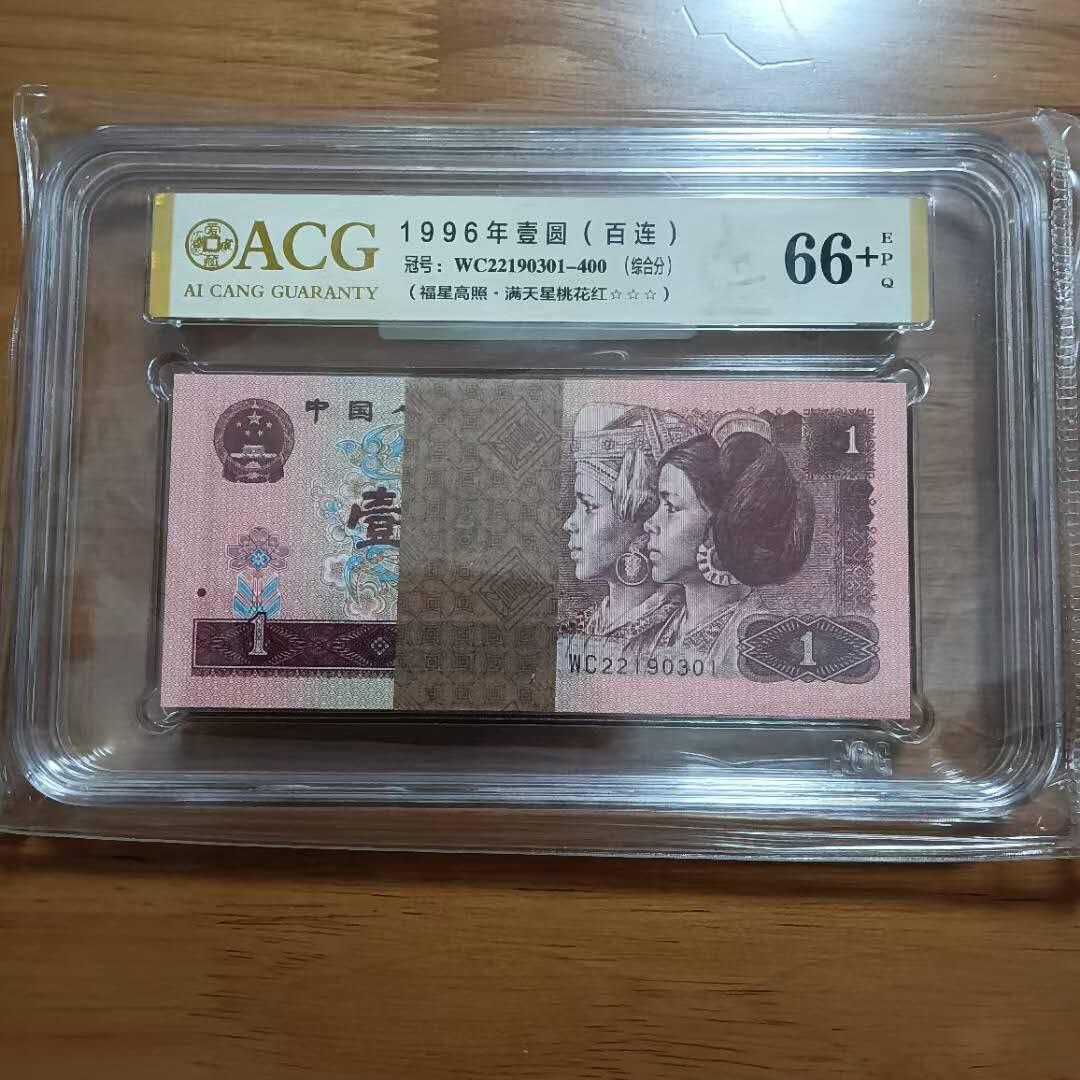 ACG
AI CANG GUARANTY
1996年壹圆（百连）
冠号：WC22190301-400 （综合分）
（福星高照·满天星桃花红☆☆☆）
66+
EPQ
中国
壹
1
1
1
WC22190301